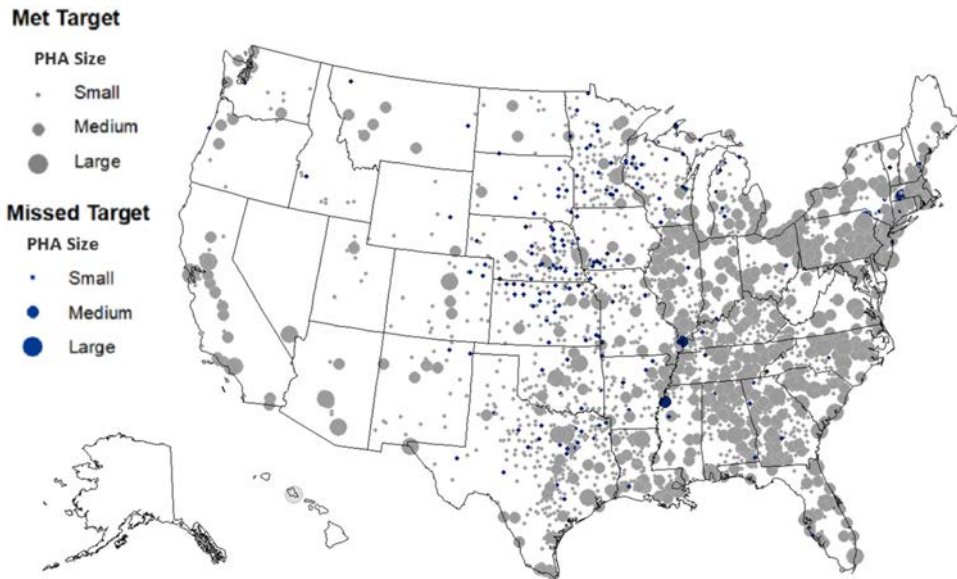 Met Target
PHA Size
Small
Medium
Large
Missed Target
PHA Size
Small
Medium
Large